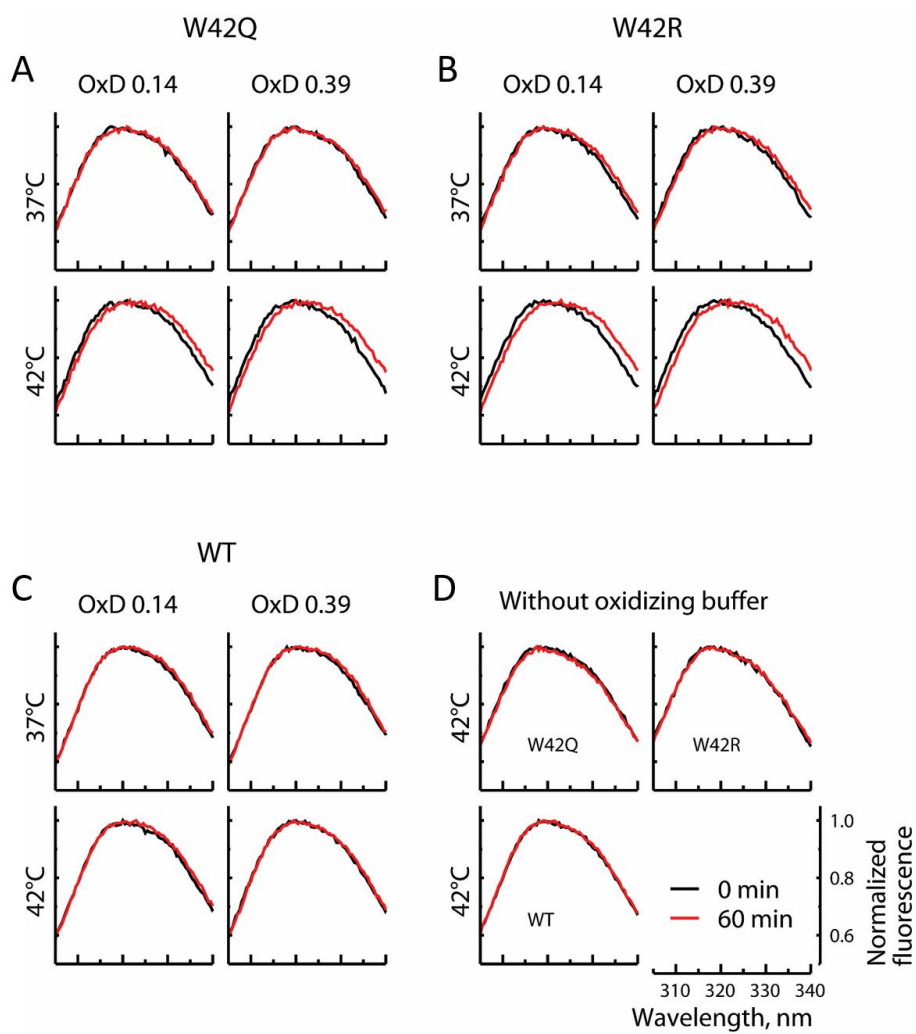 W42Q
W42R
A
B
OxD 0.14
OxD 0.39
OxD 0.14
OxD 0.39
37°C
37°C
42°C
42°C
WT
C
D
OxD 0.14
OxD 0.39
Without oxidizing buffer
37°C
42°C
W42Q
W42R
42°C
42°C
WT
0 min
60 min
1.0
0.8
0.6
Normalized
fluorescence
310 320 330 340
Wavelength, nm